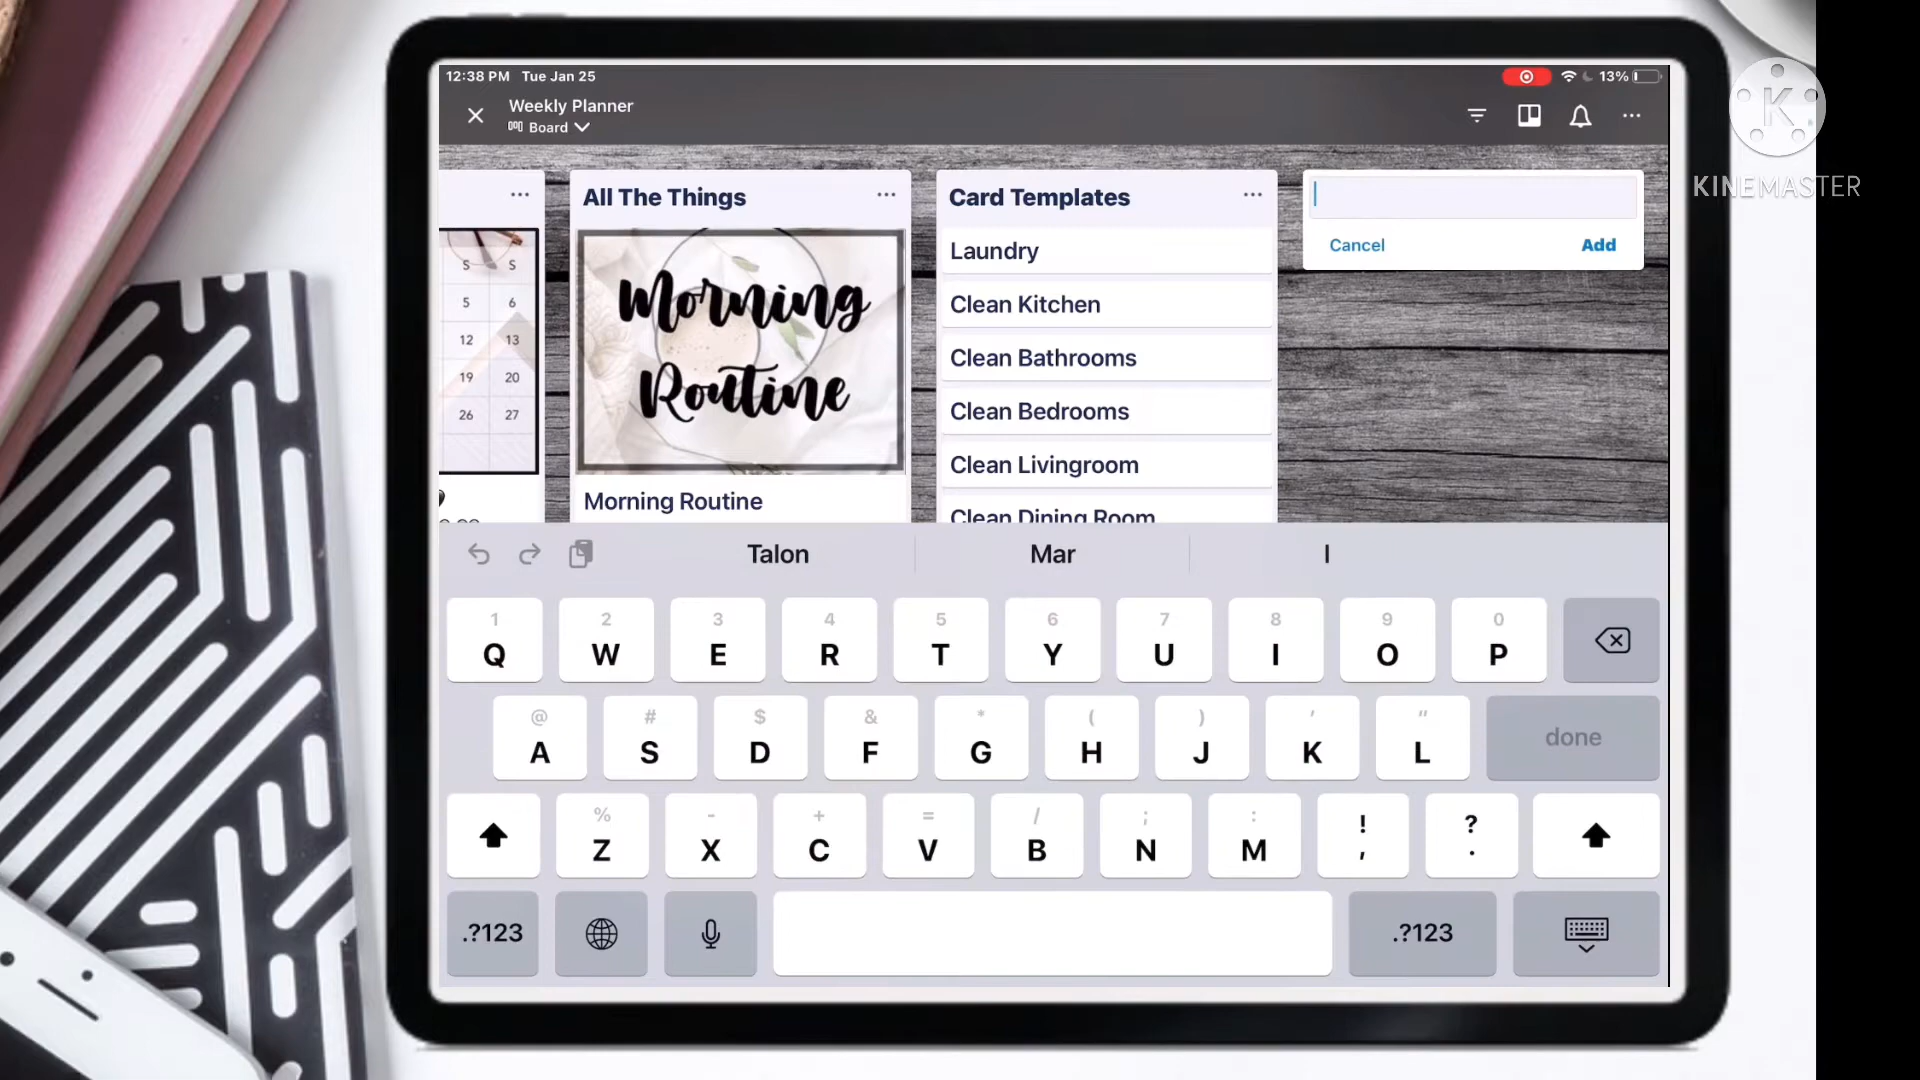 12:38 PM Tue Jan 25
13%
Weekly Planner
Board
S S
5 6
12 13
19 20
26 27
All The Things
Morning
Routine
Morning Routine
Card Templates
Laundry
Clean Kitchen
Clean Bathrooms
Clean Bedrooms
Clean Livingroom
Clean Dining Room
Cancel Add
K
KINEMASTER
Talon Mar I
1 2 3 4 5 6 7 8 9 0
Q W E R T Y U I O P
@ # $ & * ( ) ' "
A S D F G H J K L done
% - + = / ; : ! ?
Z X C V B N M , .
.?123 .?123